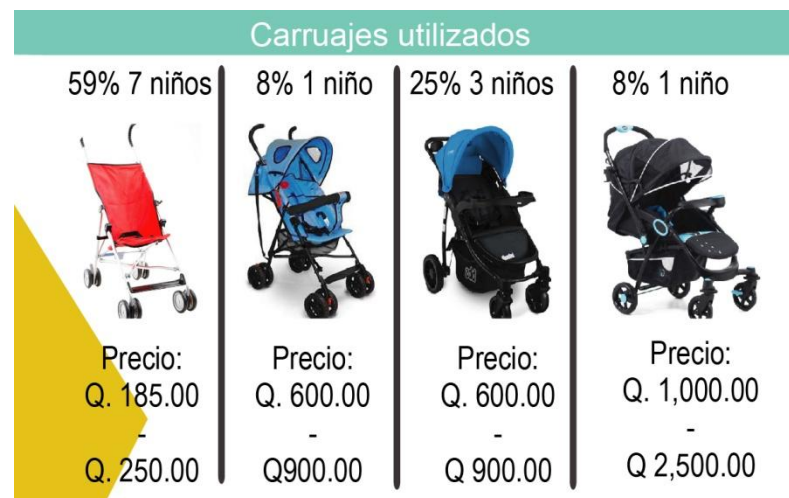 Carruajes utilizados
59% 7 niños
8% 1 niño
25% 3 niños
8% 1 niño
Precio:
Q. 185.00
-
Q. 250.00
Precio:
Q. 600.00
-
Q900.00
Precio:
Q. 600.00
-
Q 900.00
Precio:
Q. 1,000.00
-
Q 2,500.00